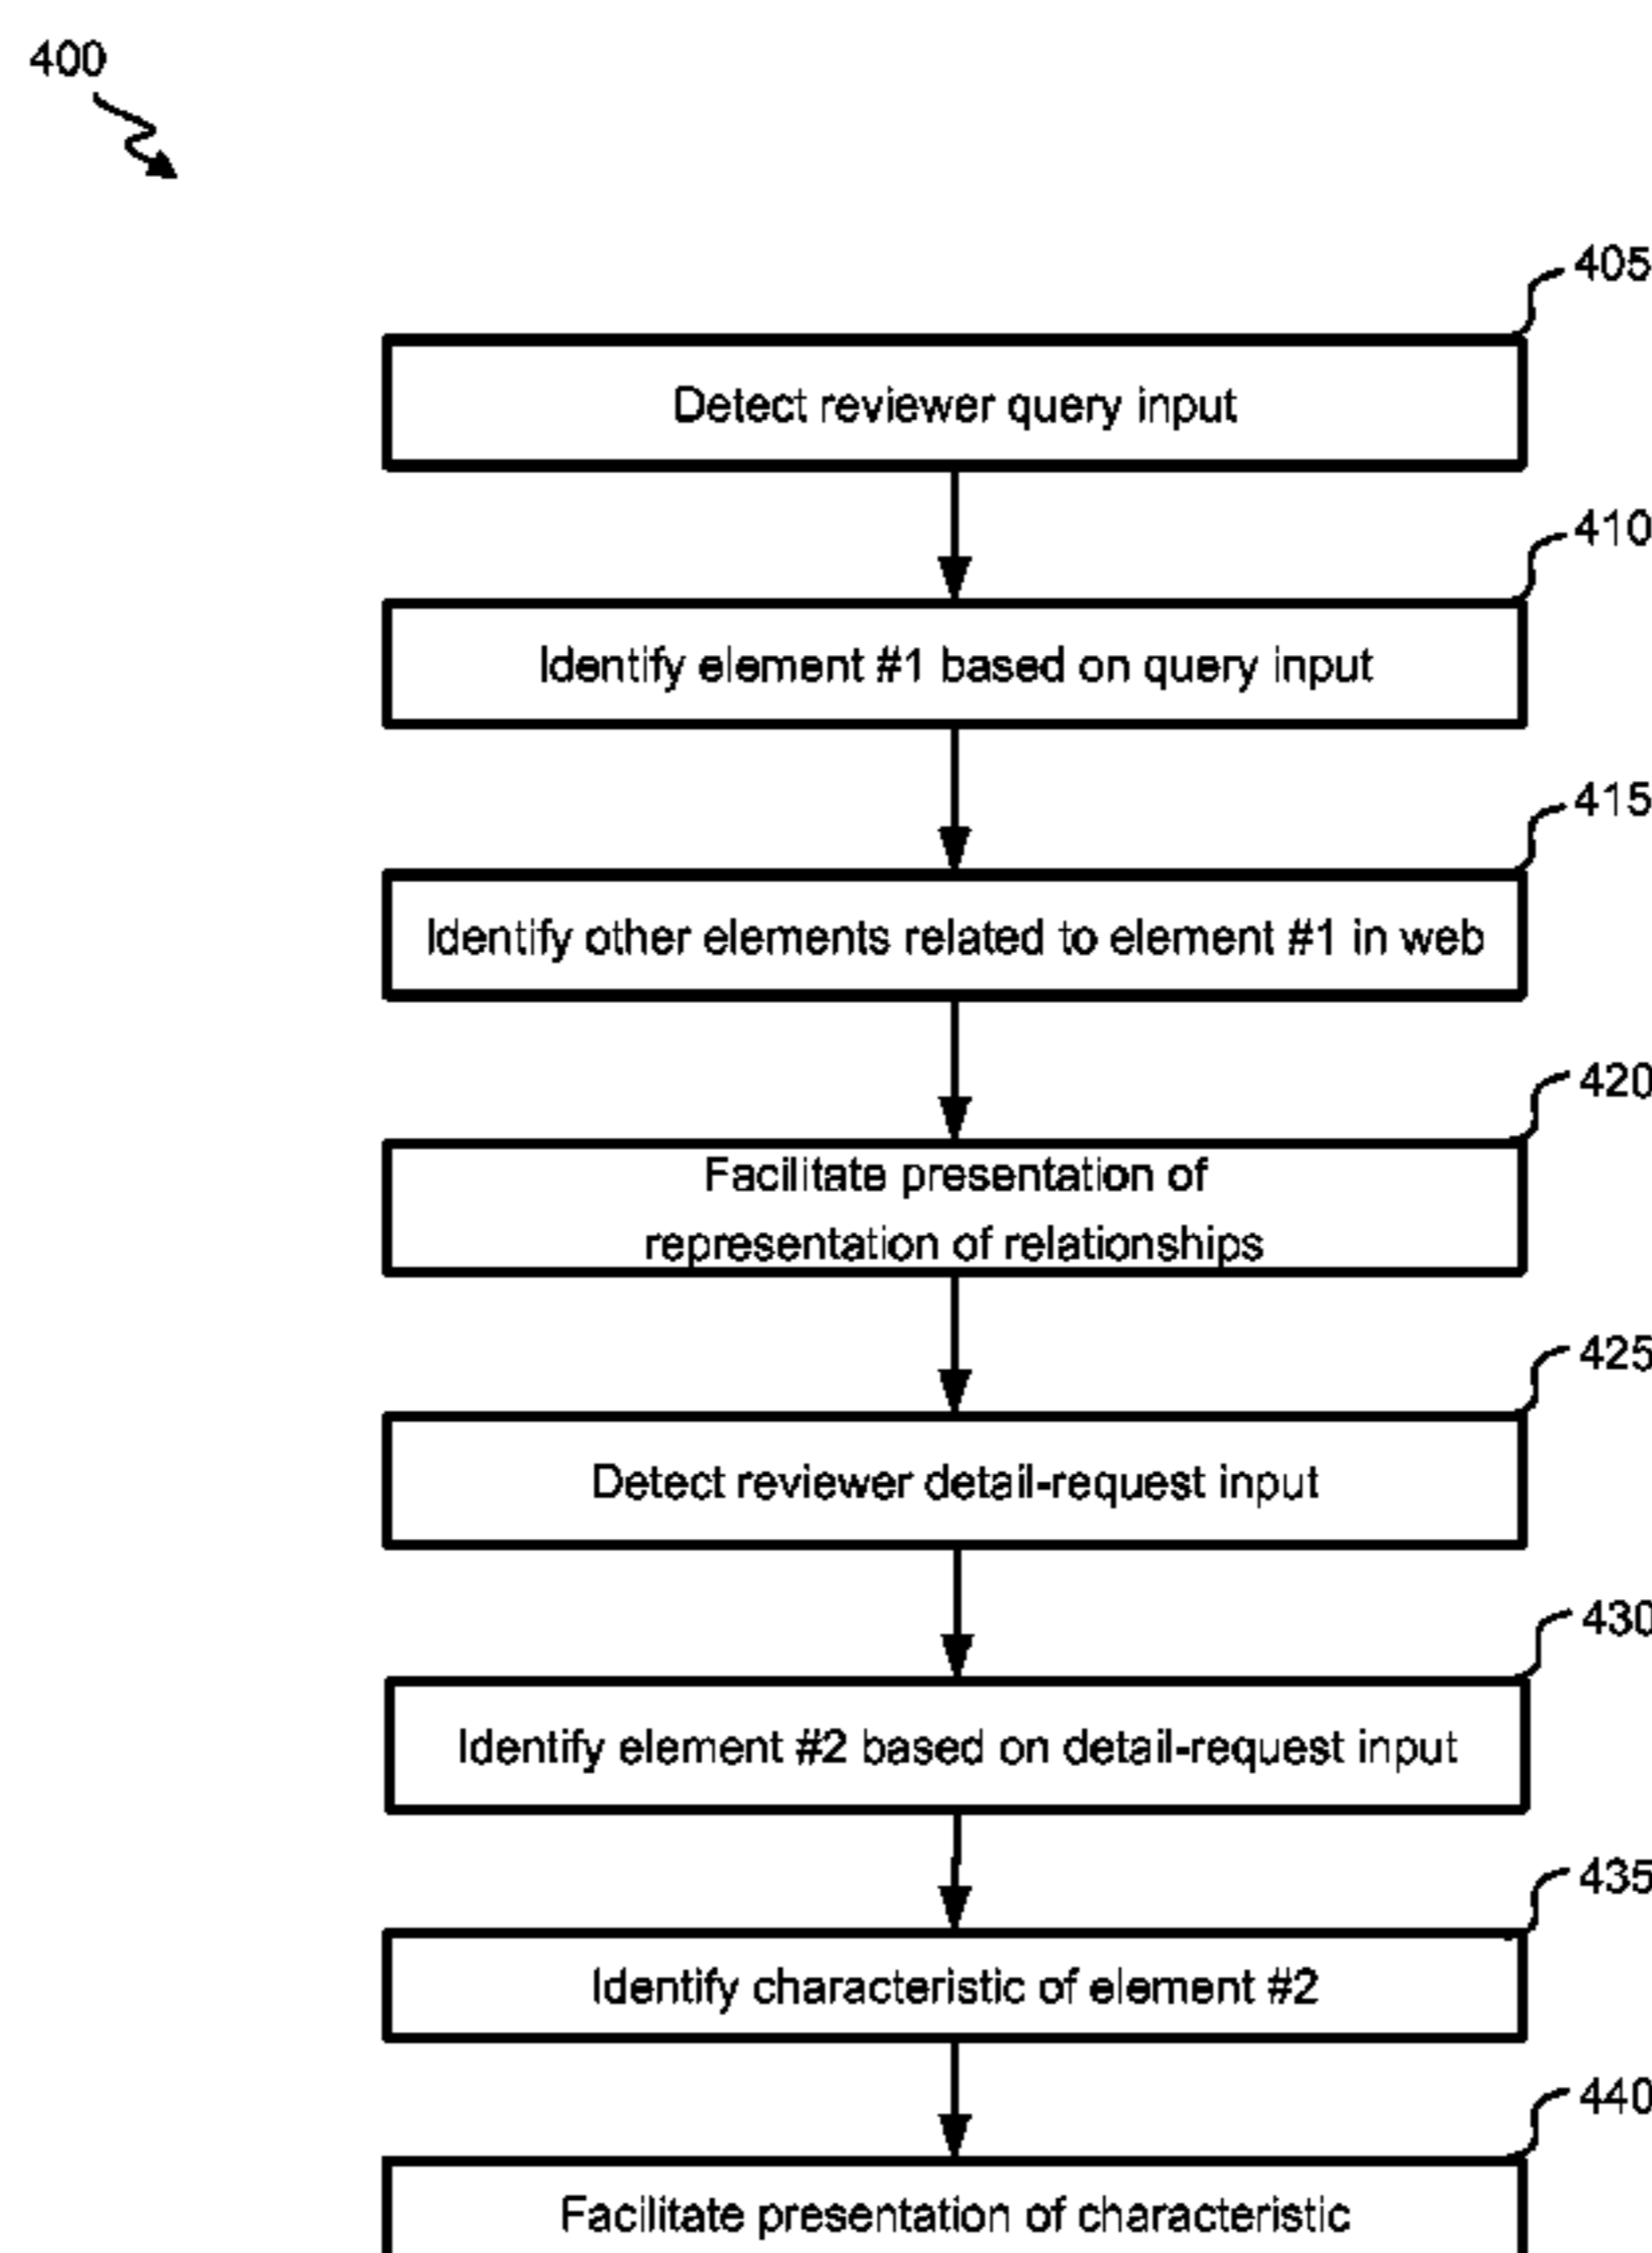 400
405
Detect reviewer query input
410
Identify element #1 based on query input
415
Identify other elements related to element #1 in web
420
Facilitate presentation of
representation of relationships
425
Detect reviewer detail-request input
430
Identify element #2 based on detail-request input
435
Identify characteristic of element #2
440
Facilitate presentation of characteristic